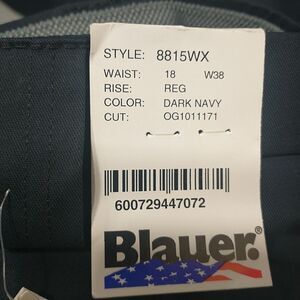 STYLE: 8815WX
WAIST: 18 W38
RISE: REG
COLOR: DARK NAVY
CUT: OG1011171
600729447072
Blauer.®